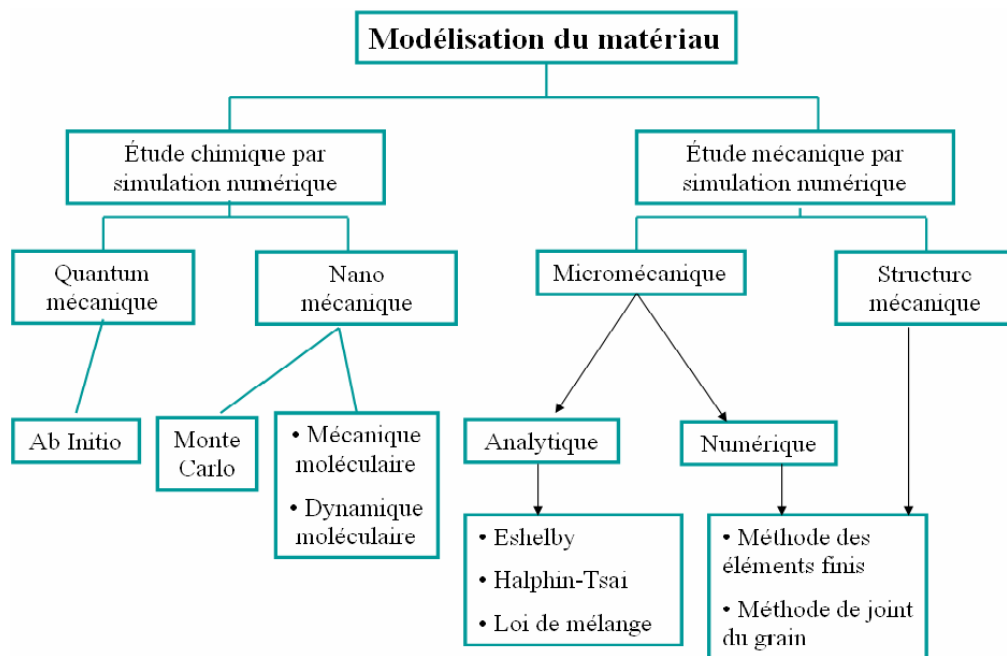 Modélisation du matériau
Étude chimique par
simulation numérique
Étude mécanique par
simulation numérique
Quantum
mécanique
Nano
mécanique
Micromécanique
Structure
mécanique
Ab Initio
Monte
Carlo
• Mécanique
moléculaire
• Dynamique
moléculaire
Analytique
Numérique
• Eshelby
• Halphin-Tsai
• Loi de mélange
• Méthode des
éléments finis
• Méthode de joint
du grain